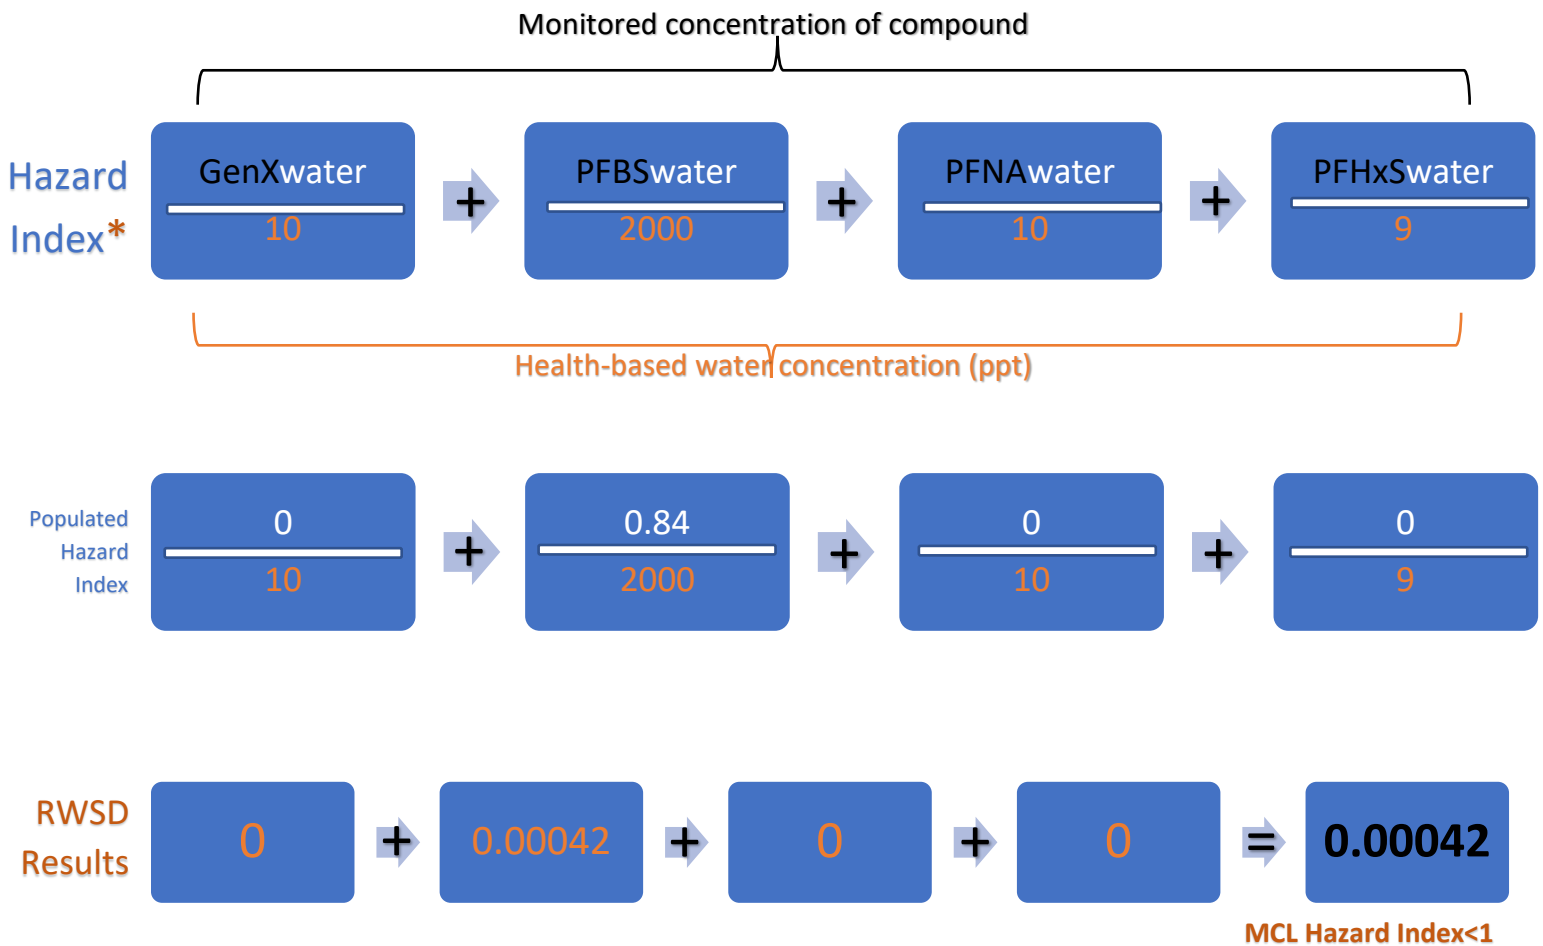 Monitored concentration of compound
Hazard
Index*
GenXwater
10
+
PFBSwater
2000
+
PFNAwater
10
+
PFHxSwater
9
Health-based water concentration (ppt)
Populated
Hazard
Index
0
10
+
0.84
2000
+
0
10
+
0
9
RWSD
Results
0
+
0.00042
+
0
+
0
=
0.00042
MCL Hazard Index<1